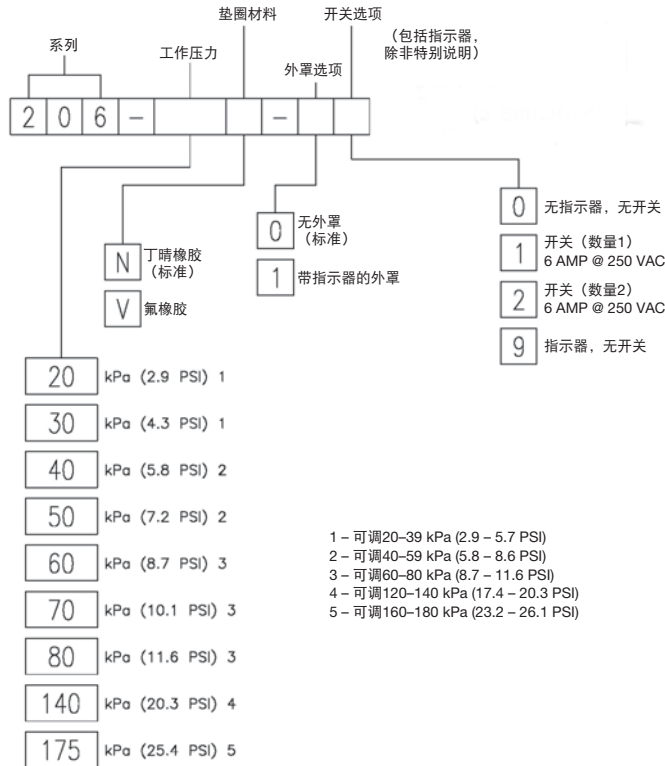 垫圈材料
开关选项
（包括指示器，
除非特别说明）
系列
工作压力
外罩选项
2 0 6 – –
N 丁晴橡胶
（标准）
V 氟橡胶
0 无外罩
（标准）
1 带指示器的外罩
0 无指示器，无开关
1 开关（数量1）
6 AMP @ 250 VAC
2 开关（数量2）
6 AMP @ 250 VAC
9 指示器，无开关
20 kPa (2.9 PSI) 1
30 kPa (4.3 PSI) 1
40 kPa (5.8 PSI) 2
50 kPa (7.2 PSI) 2
60 kPa (8.7 PSI) 3
70 kPa (10.1 PSI) 3
80 kPa (11.6 PSI) 3
140 kPa (20.3 PSI) 4
175 kPa (25.4 PSI) 5
1 – 可调20–39 kPa (2.9 – 5.7 PSI)
2 – 可调40–59 kPa (5.8 – 8.6 PSI)
3 – 可调60–80 kPa (8.7 – 11.6 PSI)
4 – 可调120–140 kPa (17.4 – 20.3 PSI)
5 – 可调160–180 kPa (23.2 – 26.1 PSI)